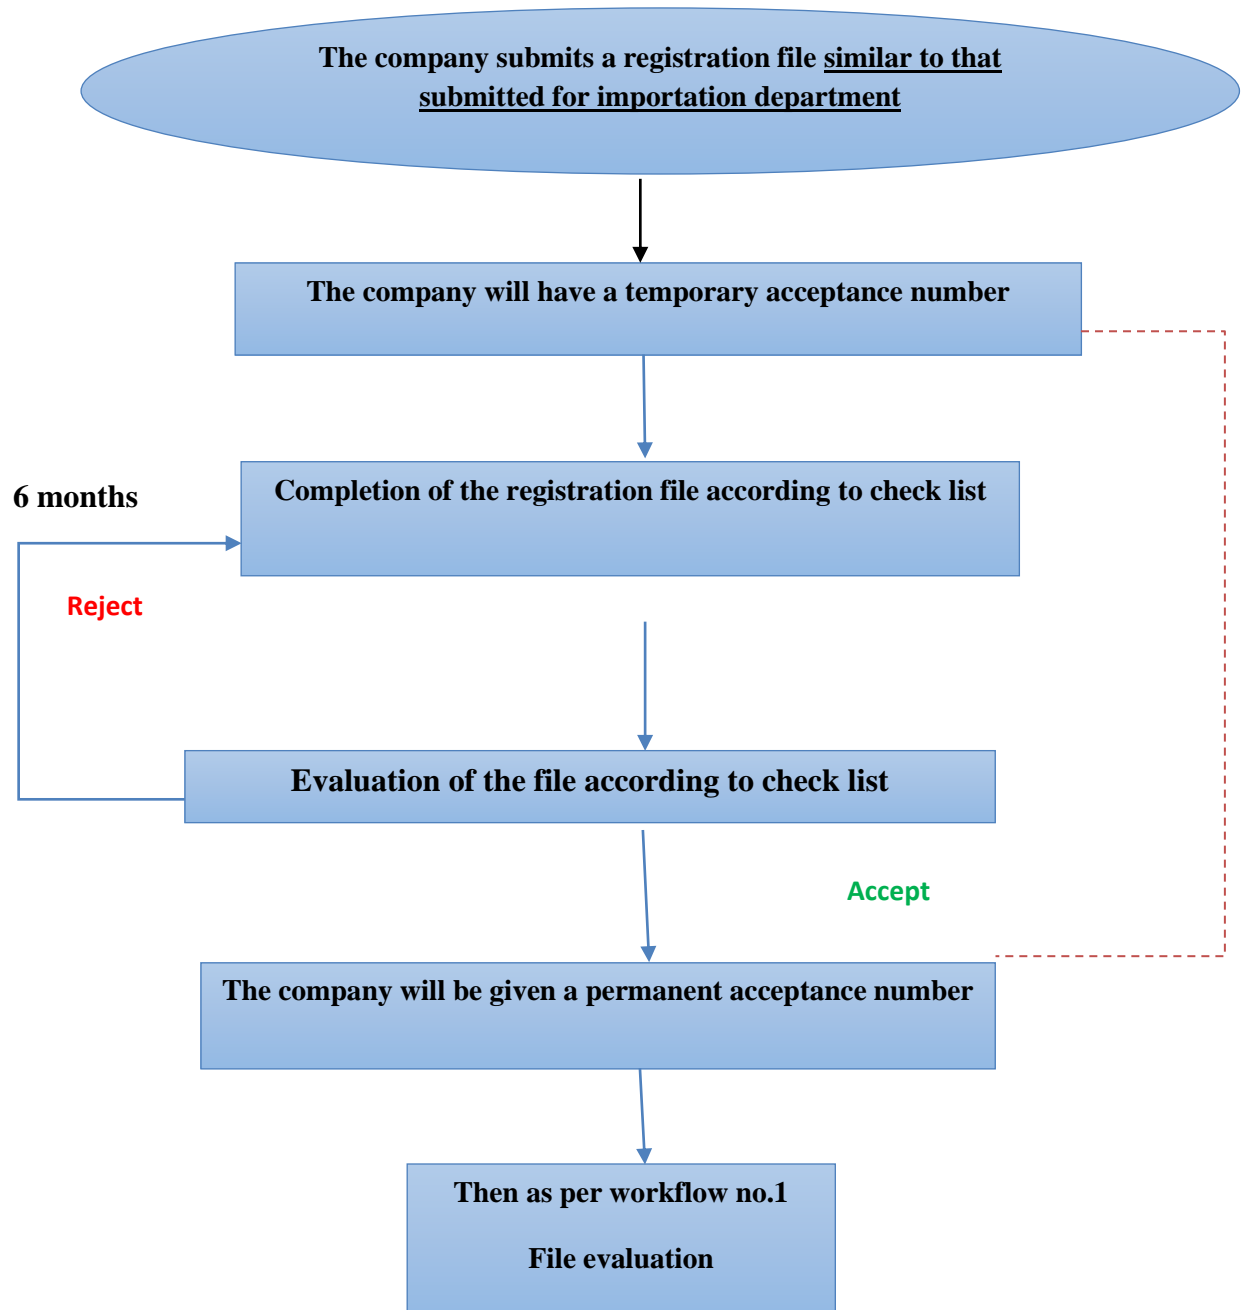 The company submits a registration file similar to that
submitted for importation department
The company will have a temporary acceptance number
6 months
Completion of the registration file according to check list
Reject
Evaluation of the file according to check list
Accept
The company will be given a permanent acceptance number
Then as per workflow no.1
File evaluation